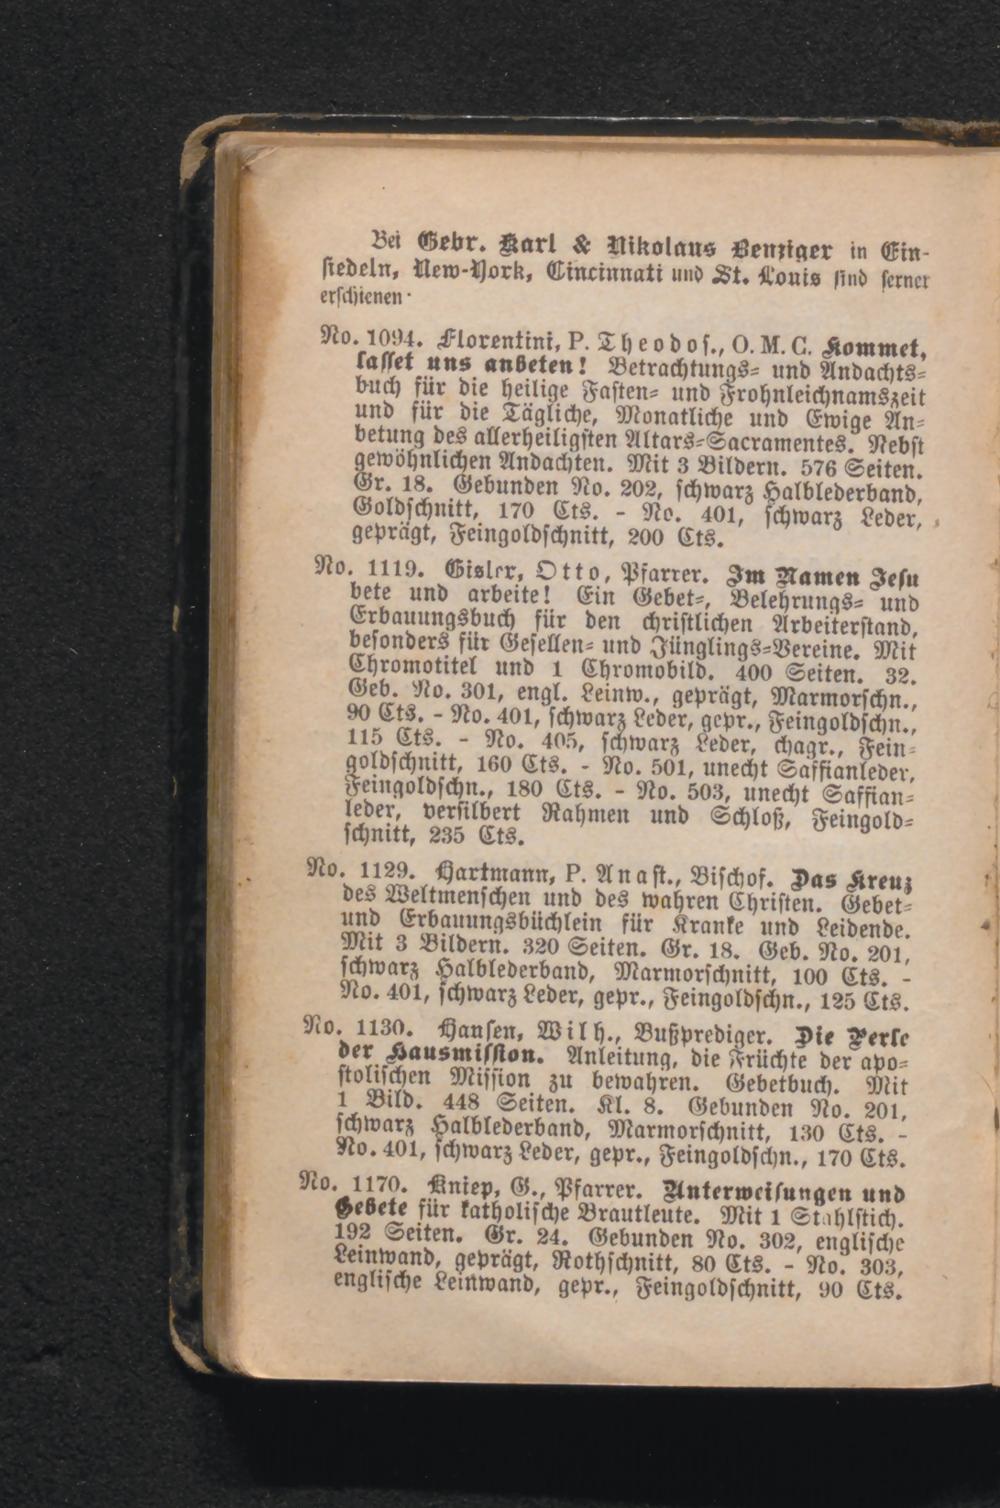 Bei Gebr. Karl & Nikolaus Benziger in Ein-
siedeln, New-York, Cincinnati und St. Louis sind ferner
erschienen·
No. 1094. Florentini, P. Theodos., O. M. C. Kommet,
lasset uns anbeten! Betrachtungs- und Andachts-
buch für die heilige Fasten- und Frohnleichnamszeit
und für die Tägliche, Monatliche und Ewige An-
betung des allerheiligsten Altars-Sacramentes. Nebst
gewöhnlichen Andachten. Mit 3 Bildern. 576 Seiten.
Gr. 18. Gebunden No. 202, schwarz Halblederband,
Goldschnitt, 170 Cts. - No. 401, schwarz Leder,
geprägt, Feingoldschnitt, 200 Cts.
No. 1119. Gisler, Otto, Pfarrer. Im Namen Jesu
bete und arbeite! Ein Gebet-, Belehrungs- und
Erbauungsbuch für den christlichen Arbeiterstand,
besonders für Gesellen- und Jünglings-Vereine. Mit
Chromotitel und 1 Chromobild. 400 Seiten. 32.
Geb. No. 301, engl. Leinw., geprägt, Marmorschn.,
90 Cts. - No. 401, schwarz Leder, gepr., Feingoldschn.,
115 Cts. - No. 405, schwarz Leder, chagr., Fein-
goldschnitt, 160 Cts. - No. 501, unecht Saffianleder,
Feingoldschn., 180 Cts. - No. 503, unecht Saffian-
leder, versilbert Rahmen und Schloß, Feingold-
schnitt, 235 Cts.
No. 1129. Hartmann, P. Anast., Bischof. Das Kreuz
des Weltmenschen und des wahren Christen. Gebet-
und Erbauungsbüchlein für Kranke und Leidende.
Mit 3 Bildern. 320 Seiten. Gr. 18. Geb. No. 201,
schwarz Halblederband, Marmorschnitt, 100 Cts. -
No. 401, schwarz Leder, gepr., Feingoldschn., 125 Cts.
No. 1130. Hansen, Wilh., Bußprediger. Die Perle
der Hausmission. Anleitung, die Früchte der apo-
stolischen Mission zu bewahren. Gebetbuch. Mit
1 Bild. 448 Seiten. Kl. 8. Gebunden No. 201,
schwarz Halblederband, Marmorschnitt, 130 Cts. -
No. 401, schwarz Leder, gepr., Feingoldschn., 170 Cts.
No. 1170. Kniep, G., Pfarrer. Unterweisungen und
Gebete für katholische Brautleute. Mit 1 Stahlstich.
192 Seiten. Gr. 24. Gebunden No. 302, englische
Leinwand, geprägt, Rothschnitt, 80 Cts. - No. 303,
englische Leinwand, gepr., Feingoldschnitt, 90 Cts.